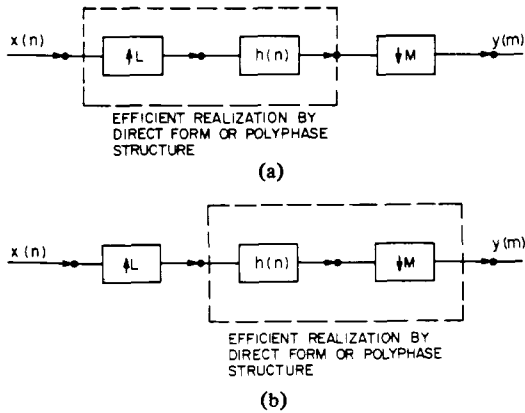 x(n) ↑L h(n) ↓M y(m)
EFFICIENT REALIZATION BY
DIRECT FORM OR POLYPHASE
STRUCTURE
(a)
x(n) ↑L h(n) ↓M y(m)
EFFICIENT REALIZATION BY
DIRECT FORM OR POLYPHASE
STRUCTURE
(b)